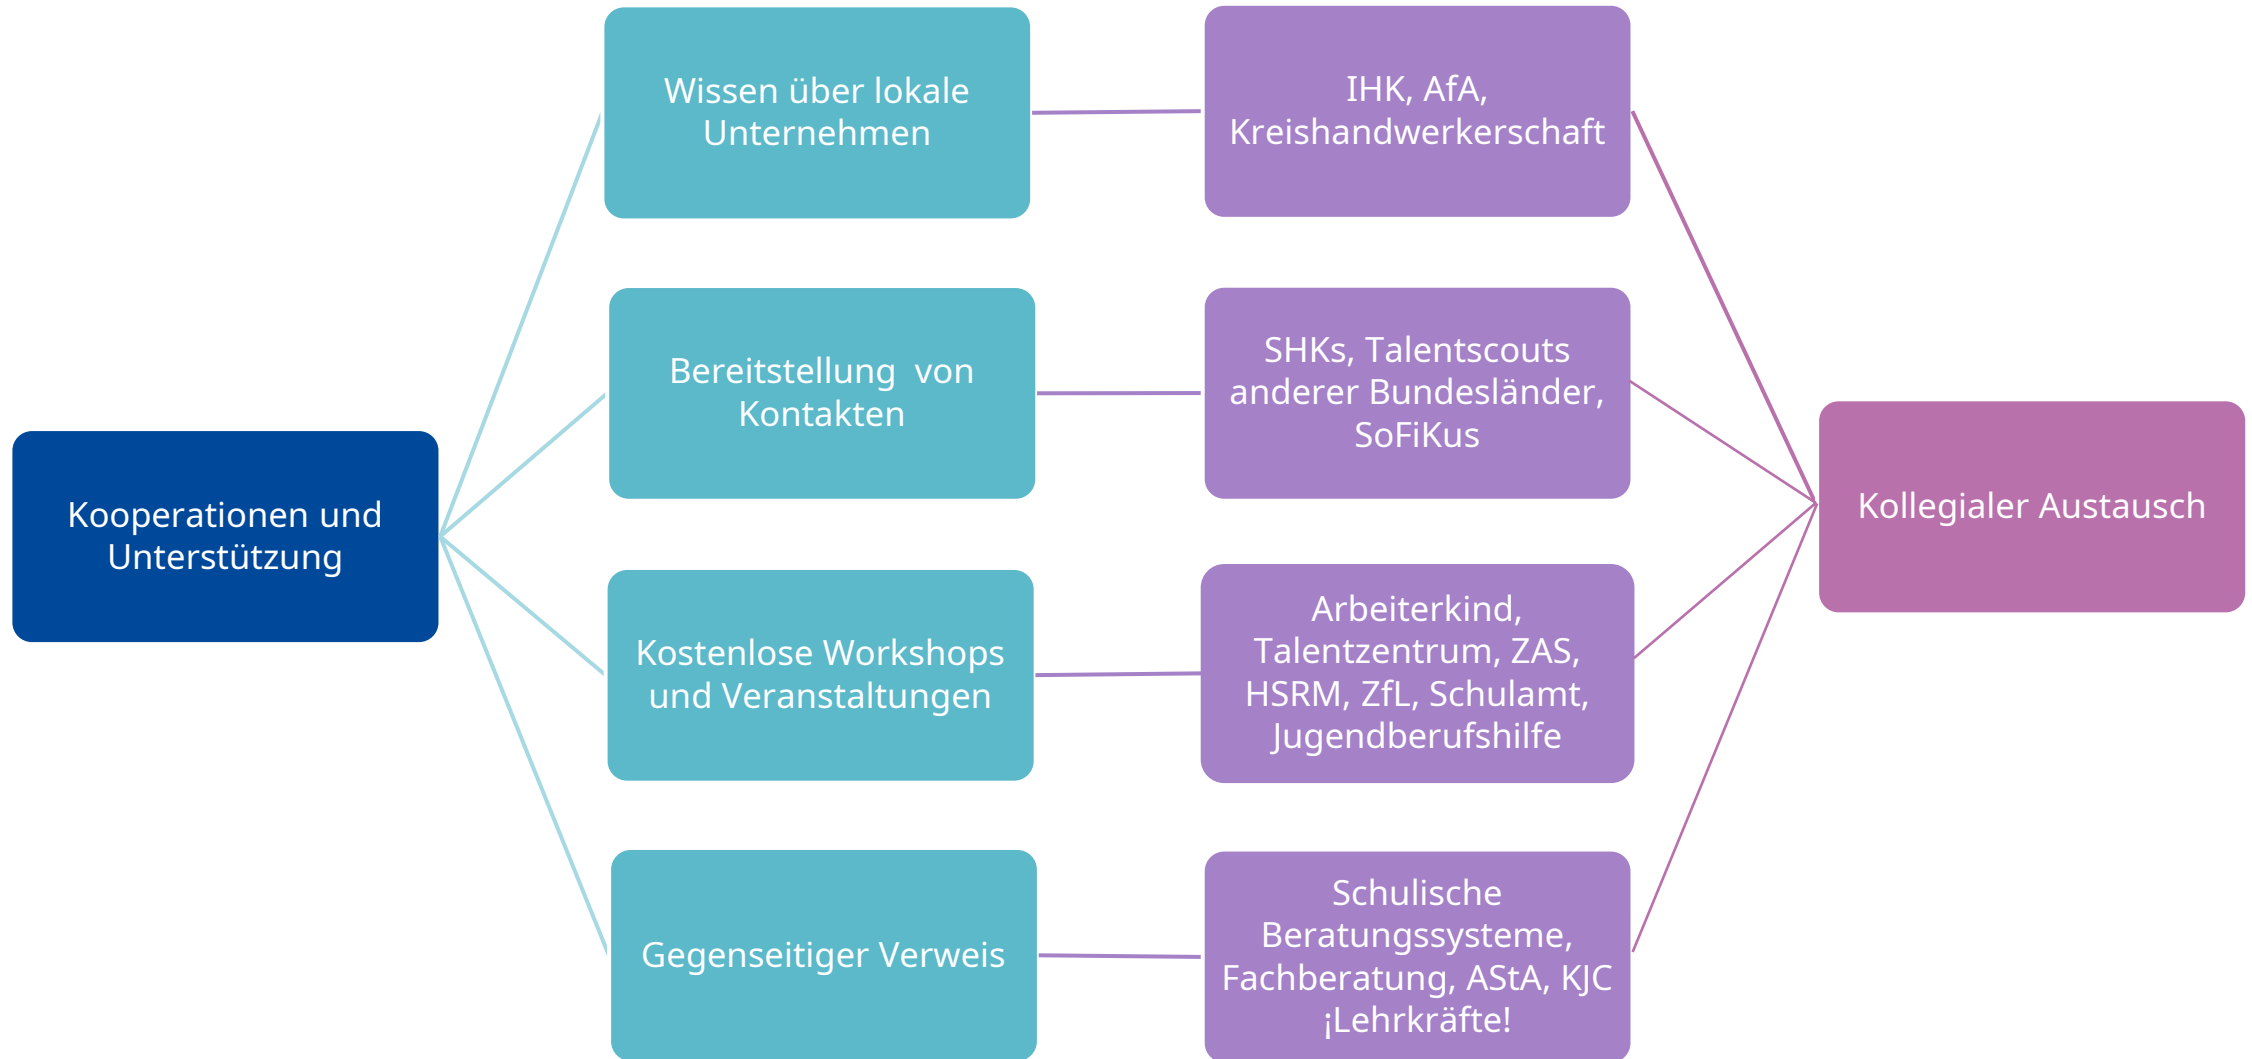 Kooperationen und
Unterstützung
Wissen über lokale
Unternehmen
IHK, AfA,
Kreishandwerkerschaft
Bereitstellung  von
Kontakten
SHKs, Talentscouts
anderer Bundesländer,
SoFiKus
Kostenlose Workshops
und Veranstaltungen
Arbeiterkind,
Talentzentrum, ZAS,
HSRM, ZfL, Schulamt,
Jugendberufshilfe
Gegenseitiger Verweis
Schulische
Beratungssysteme,
Fachberatung, AStA, KJC
¡Lehrkräfte!
Kollegialer Austausch